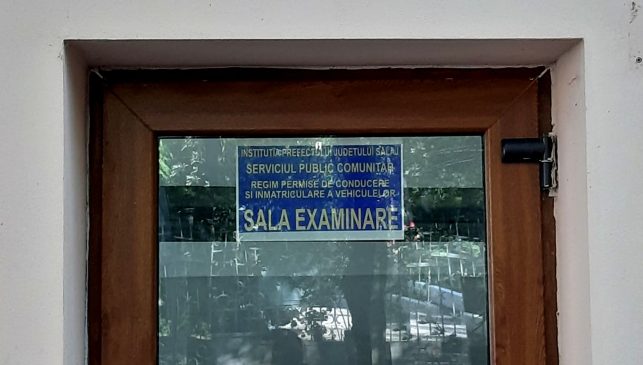 INSTITUTIA PREFECTULUI JUDETULUI SALAJ
SERVICIUL PUBLIC COMUNITAR
REGIM PERMISE DE CONDUCERE
SI INMATRICULARE A VEHICULELOR
SALA EXAMINARE